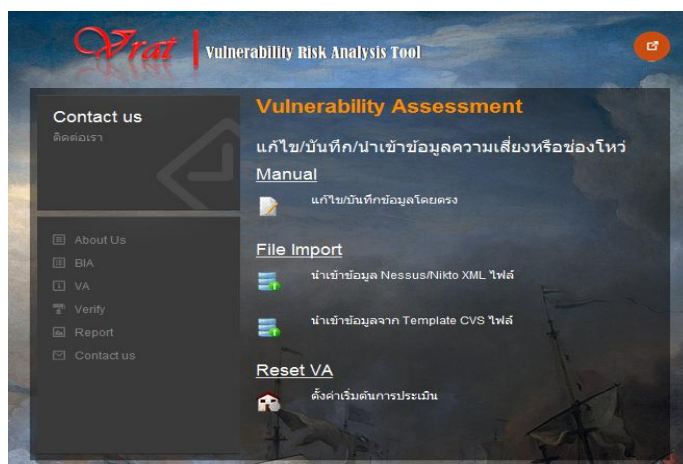 Vrat | Vulnerability Risk Analysis Tool
Contact us
ติดต่อเรา
About Us
BIA
VA
Verify
Report
Contact us
Vulnerability Assessment
แก้ไข/บันทึก/นำเข้าข้อมูลความเสี่ยงหรือช่องโหว่
Manual
แก้ไข/บันทึกข้อมูลโดยตรง
File Import
นำเข้าข้อมูล Nessus/Nikto XML ไฟล์
นำเข้าข้อมูลจาก Template CVS ไฟล์
Reset VA
ตั้งค่าเริ่มต้นการประเมิน